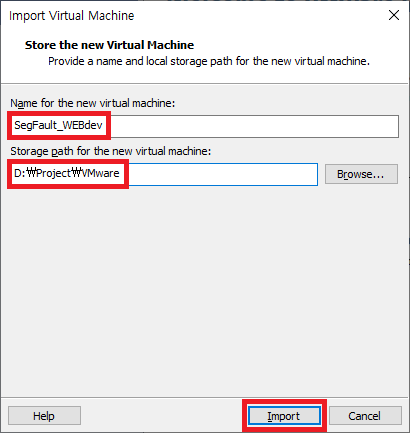 Import Virtual Machine
Store the new Virtual Machine
Provide a name and local storage path for the new virtual machine.
Name for the new virtual machine:
SegFault_WEBdev
Storage path for the new virtual machine:
D:₩Project₩VMware
Browse...
Help
Import
Cancel